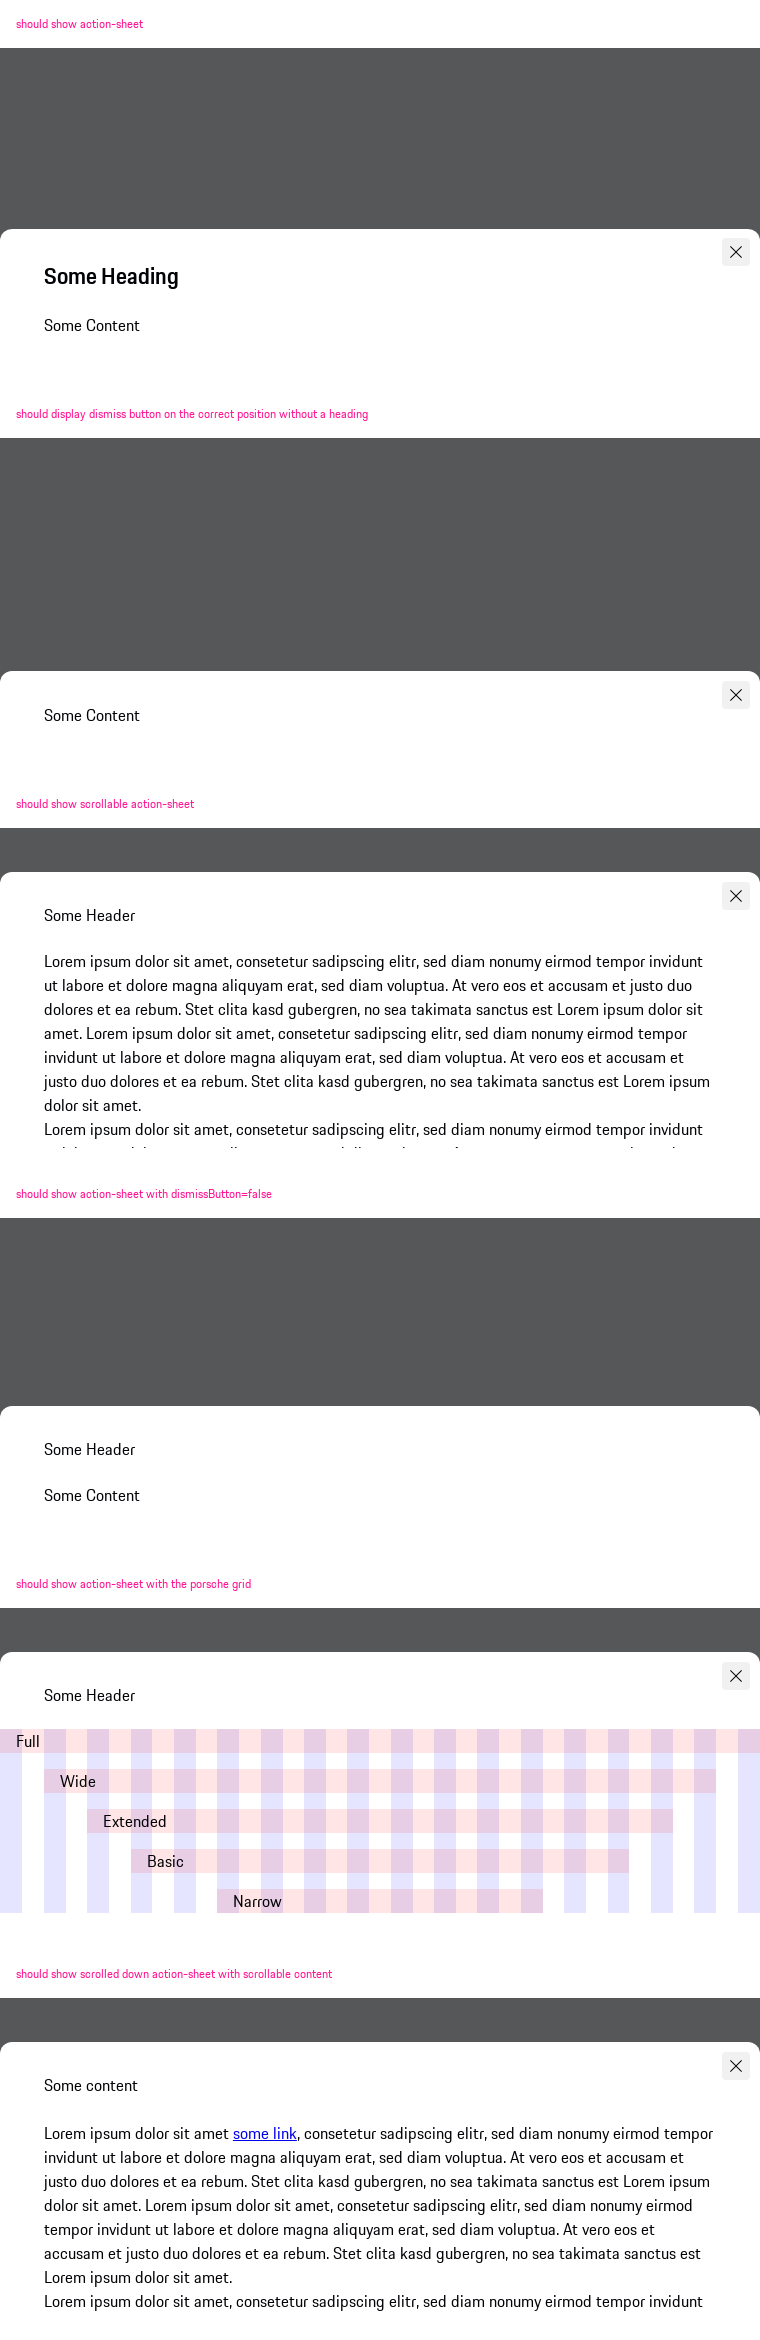 should show action-sheet
Some Heading
Some Content
should display dismiss button on the correct position without a heading
Some Content
should show scrollable action-sheet
Some Header
Lorem ipsum dolor sit amet, consetetur sadipscing elitr, sed diam nonumy eirmod tempor invidunt
ut labore et dolore magna aliquyam erat, sed diam voluptua. At vero eos et accusam et justo duo
dolores et ea rebum. Stet clita kasd gubergren, no sea takimata sanctus est Lorem ipsum dolor sit
amet. Lorem ipsum dolor sit amet, consetetur sadipscing elitr, sed diam nonumy eirmod tempor
invidunt ut labore et dolore magna aliquyam erat, sed diam voluptua. At vero eos et accusam et
justo duo dolores et ea rebum. Stet clita kasd gubergren, no sea takimata sanctus est Lorem ipsum
dolor sit amet.
Lorem ipsum dolor sit amet, consetetur sadipscing elitr, sed diam nonumy eirmod tempor invidunt
should show action-sheet with dismissButton=false
Some Header
Some Content
should show action-sheet with the porsche grid
Some Header
Full
Wide
Extended
Basic
Narrow
should show scrolled down action-sheet with scrollable content
Some content
Lorem ipsum dolor sit amet some link, consetetur sadipscing elitr, sed diam nonumy eirmod tempor
invidunt ut labore et dolore magna aliquyam erat, sed diam voluptua. At vero eos et accusam et
justo duo dolores et ea rebum. Stet clita kasd gubergren, no sea takimata sanctus est Lorem ipsum
dolor sit amet. Lorem ipsum dolor sit amet, consetetur sadipscing elitr, sed diam nonumy eirmod
tempor invidunt ut labore et dolore magna aliquyam erat, sed diam voluptua. At vero eos et
accusam et justo duo dolores et ea rebum. Stet clita kasd gubergren, no sea takimata sanctus est
Lorem ipsum dolor sit amet.
Lorem ipsum dolor sit amet, consetetur sadipscing elitr, sed diam nonumy eirmod tempor invidunt